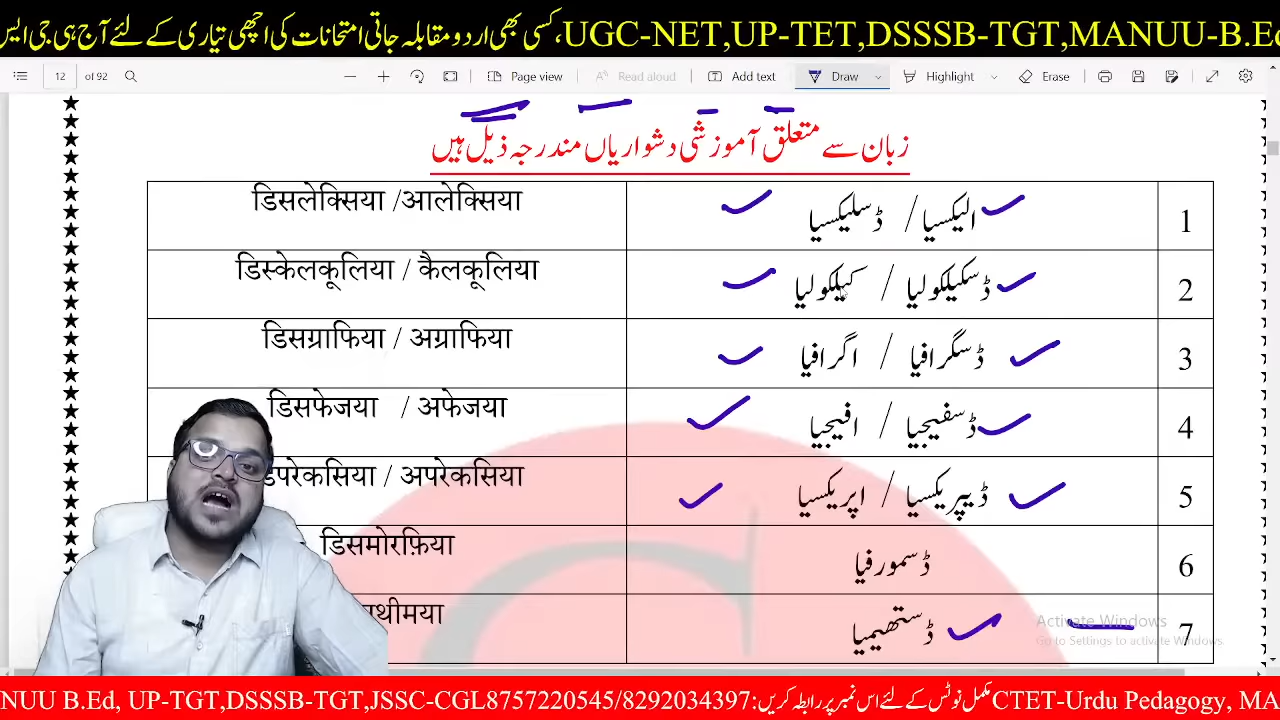 کسی بھی اردو مقابلہ جاتی امتحانات کی اچھی تیاری کے لئے آج ہی جی ایس ،UGC-NET,UP-TET,DSSSB-TGT,MANUU-B.Ed
12 of 92 Page view Read aloud Add text Draw Highlight Erase
زبان سے متعلق آموزشی دشواریاں مندرجہ ذیل ہیں
1 الیکسیا / ڈسلیکسیا डिसलेक्सिया /आलेक्सिया
2 ڈسکیلکولیا / کیلکولیا डिस्केलकूलिया / कैलकूलिया
3 ڈسگرافیا / اگرافیا डिसग्राफिया / अग्राफिया
4 ڈسفیجیا / افیجیا डिसफेजया / अफेजया
5 ڈیپریکسیا / اپریکسیا डपरेकसिया / अपरेकसिया
6 ڈسمورفیا डिसमोरफ़िया
7 ڈستھیمیا थीमया
Activate Windows
Go to Settings to activate Windows.
NUU B.Ed, UP-TGT,DSSSB-TGT,JSSC-CGL مکمل نوٹس کے لئے اس نمبر پر رابطہ کریں:8757220545/8292034397 CTET-Urdu Pedagogy, MA